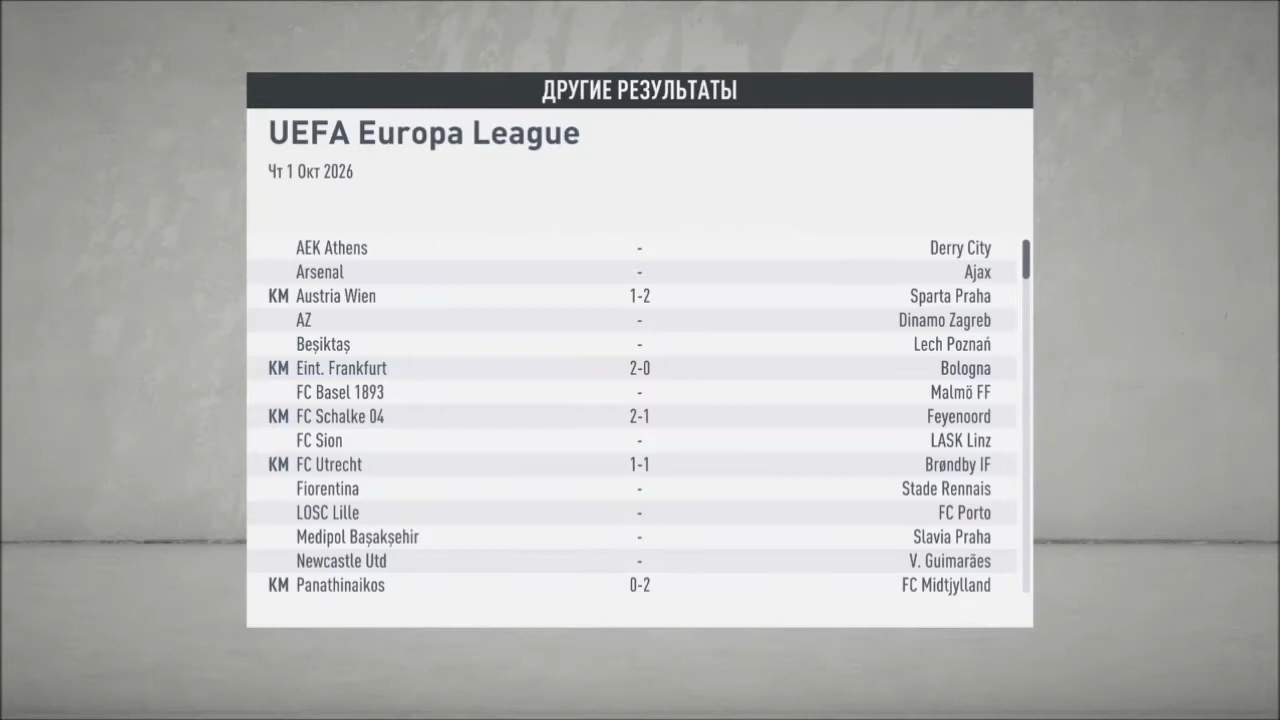 ДРУГИЕ РЕЗУЛЬТАТЫ
UEFA Europa League
Чт 1 Окт 2026
AEK Athens - Derry City
Arsenal - Ajax
КМ Austria Wien 1-2 Sparta Praha
AZ - Dinamo Zagreb
Beşiktaş - Lech Poznań
КМ Eint. Frankfurt 2-0 Bologna
FC Basel 1893 - Malmö FF
КМ FC Schalke 04 2-1 Feyenoord
FC Sion - LASK Linz
КМ FC Utrecht 1-1 Brøndby IF
Fiorentina - Stade Rennais
LOSC Lille - FC Porto
Medipol Başakşehir - Slavia Praha
Newcastle Utd - V. Guimarães
КМ Panathinaikos 0-2 FC Midtjylland